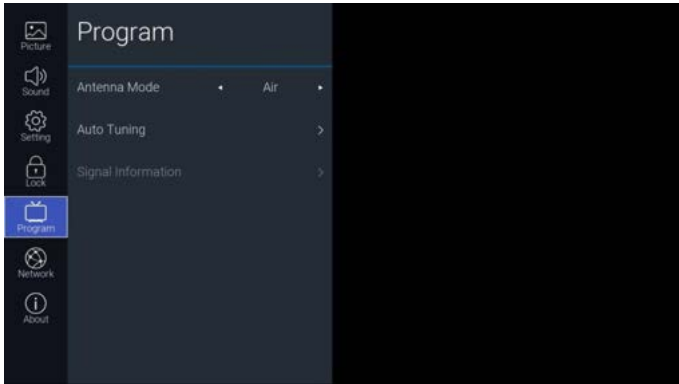 Picture
Sound
Setting
Lock
Program
Network
About
Program
Antenna Mode Air
Auto Tuning
Signal Information